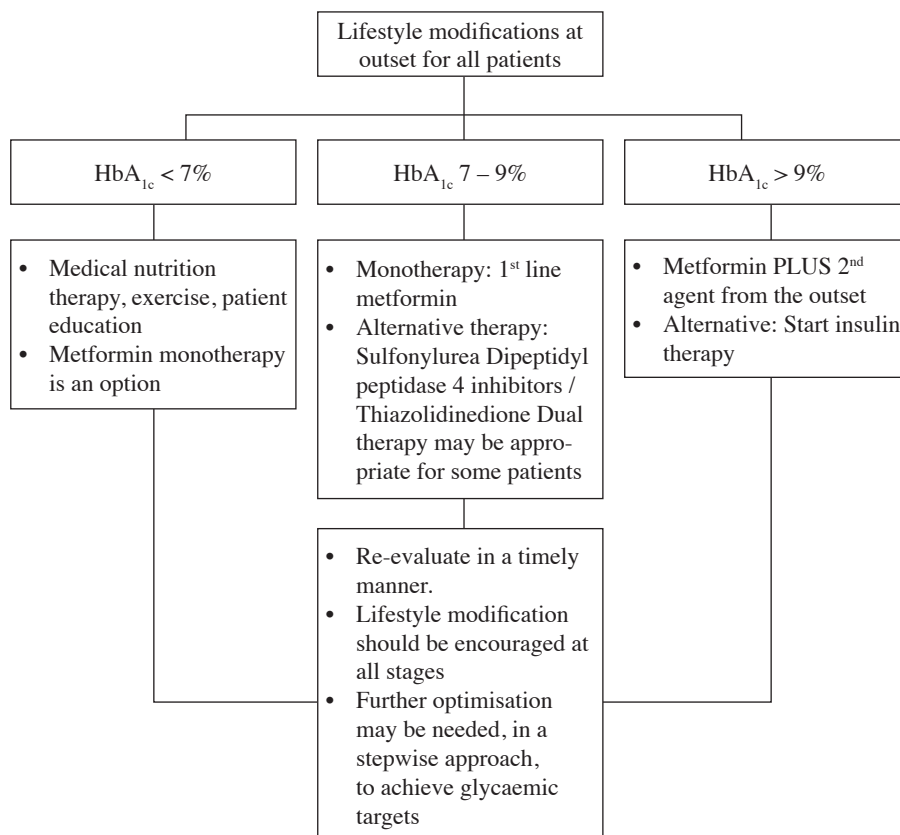 Lifestyle modifications at
outset for all patients
HbA1c < 7%
HbA1c 7 – 9%
HbA1c > 9%
• Medical nutrition
therapy, exercise, patient
education
• Metformin monotherapy
is an option
• Monotherapy: 1st line
metformin
• Alternative therapy:
Sulfonylurea Dipeptidyl
peptidase 4 inhibitors /
Thiazolidinedione Dual
therapy may be appro-
priate for some patients
• Metformin PLUS 2nd
agent from the outset
• Alternative: Start insulin
therapy
• Re-evaluate in a timely
manner.
• Lifestyle modification
should be encouraged at
all stages
• Further optimisation
may be needed, in a
stepwise approach,
to achieve glycaemic
targets